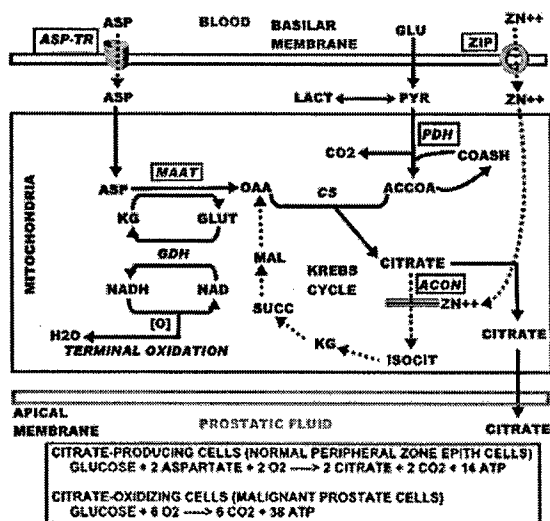 ASP BLOOD BASILAR MEMBRANE GLU ZN++
ASP-TR ZIP
ASP LACT PYR ZN++
PDH
CO2 COASH
MAAT
ASP OAA CS ACCOA
KG GLUT
GDH
MAL KREBS CYCLE CITRATE
NADH NAD ACON
SUCC ZN++
[O] CITRATE
H2O KG
TERMINAL OXIDATION ISOCIT
MITOCHONDRIA
APICAL MEMBRANE PROSTATIC FLUID CITRATE
CITRATE-PRODUCING CELLS (NORMAL PERIPHERAL ZONE EPITH CELLS)
GLUCOSE + 2 ASPARTATE + 2 O2 ----> 2 CITRATE + 2 CO2 + 14 ATP
CITRATE-OXIDIZING CELLS (MALIGNANT PROSTATE CELLS)
GLUCOSE + 6 O2 ----> 6 CO2 + 38 ATP